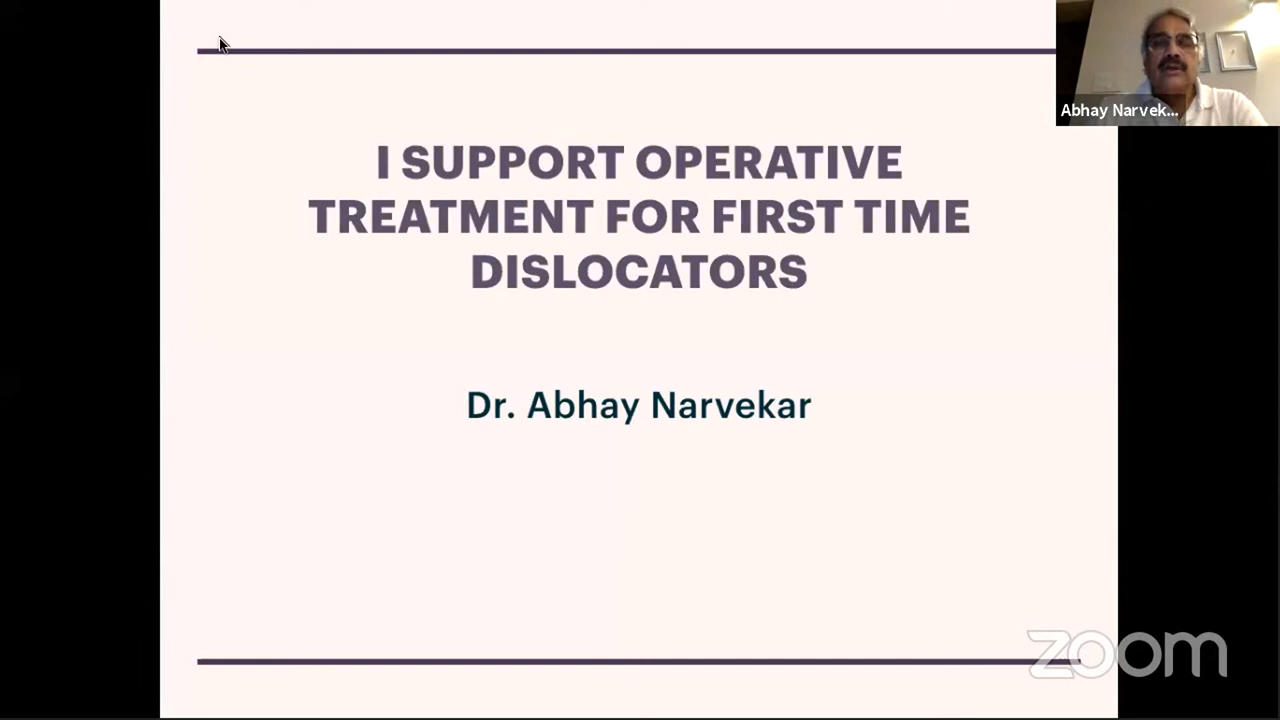 Abhay Narvek...
I SUPPORT OPERATIVE
TREATMENT FOR FIRST TIME
DISLOCATORS
Dr. Abhay Narvekar
zoom